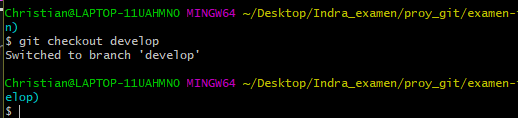 Christian@LAPTOP-11UAHMNO MINGW64 ~/Desktop/Indra_examen/proy_git/examen-
n)
$ git checkout develop
Switched to branch 'develop'
Christian@LAPTOP-11UAHMNO MINGW64 ~/Desktop/Indra_examen/proy_git/examen-
elop)
$